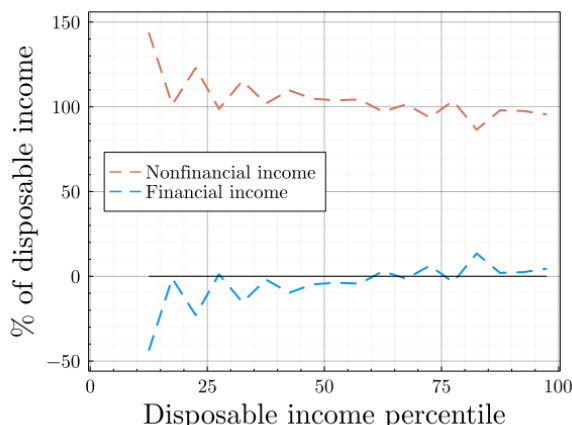 % of disposable income
150
100
50
0
−50
Nonfinancial income
Financial income
0 25 50 75 100
Disposable income percentile